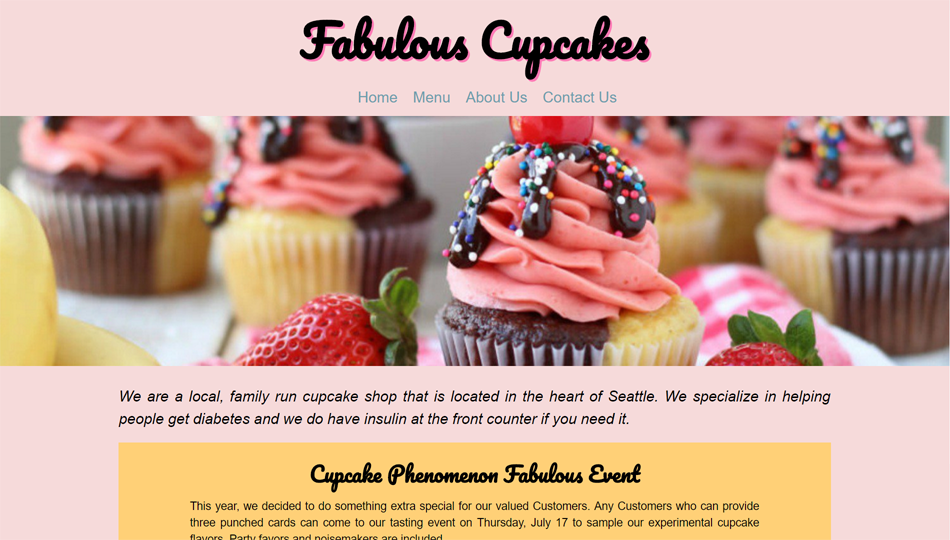 Fabulous Cupcakes
Home Menu About Us Contact Us
We are a local, family run cupcake shop that is located in the heart of Seattle. We specialize in helping
people get diabetes and we do have insulin at the front counter if you need it.
Cupcake Phenomenon Fabulous Event
This year, we decided to do something extra special for our valued Customers. Any Customers who can provide
three punched cards can come to our tasting event on Thursday, July 17 to sample our experimental cupcake
flavors. Party favors and noisemakers are included.